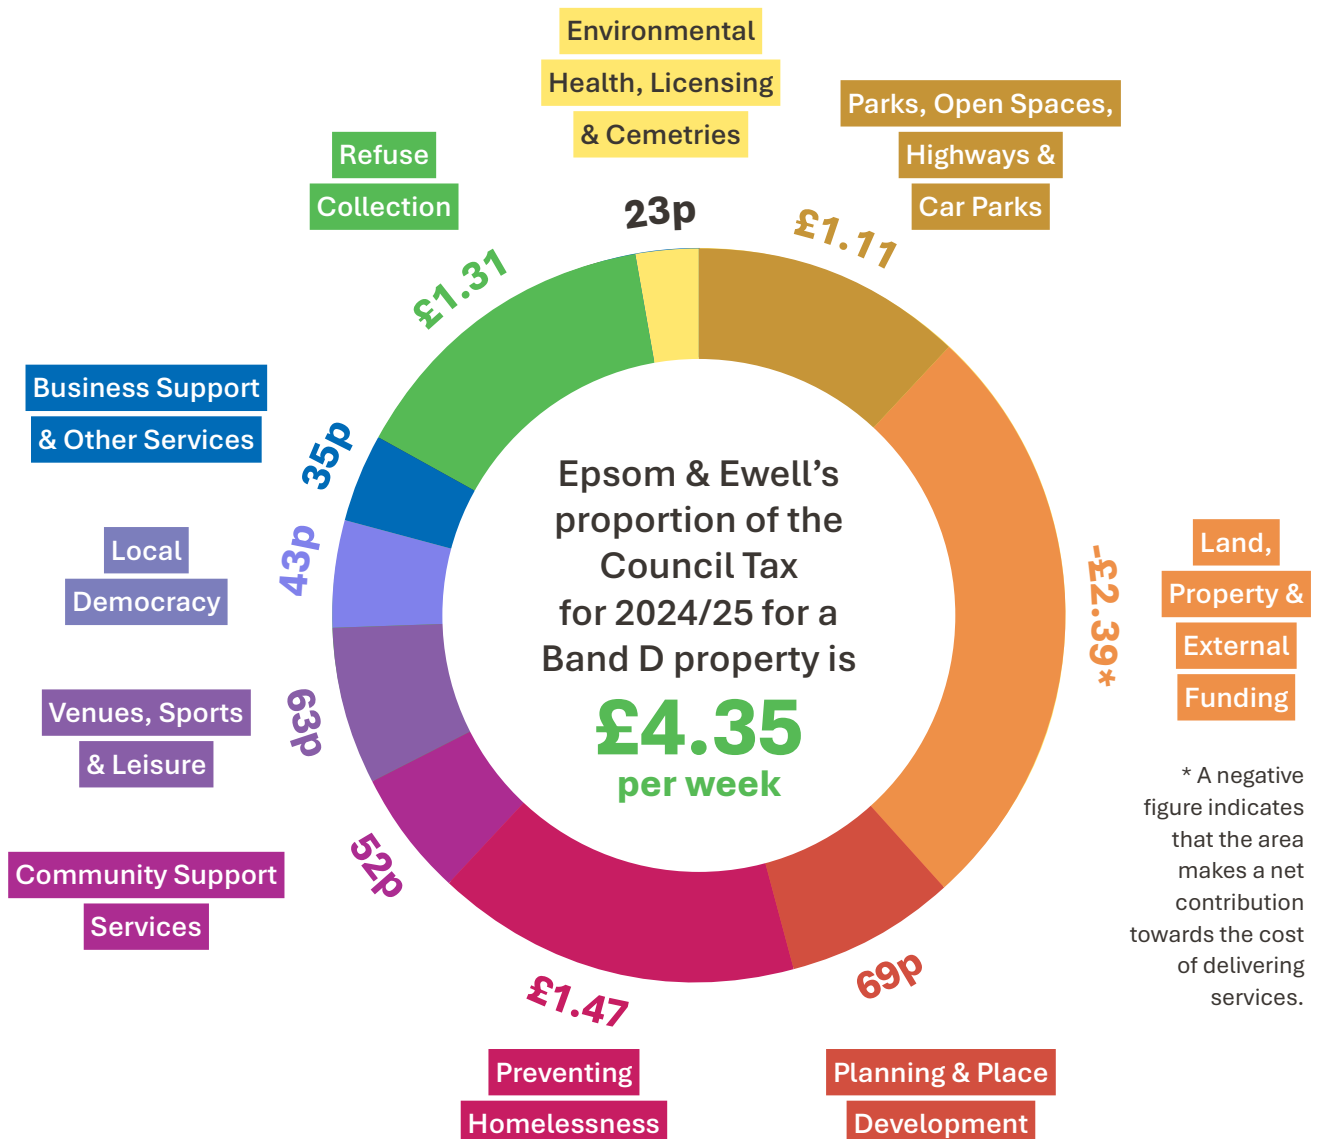 Environmental
Health, Licensing
& Cemetries
23p
Parks, Open Spaces,
Highways &
Car Parks
£1.11
Land,
Property &
External
Funding
-£2.39*
* A negative
figure indicates
that the area
makes a net
contribution
towards the cost
of delivering
services.
Planning & Place
Development
69p
Preventing
Homelessness
£1.47
Community Support
Services
52p
Venues, Sports
& Leisure
63p
Local
Democracy
43p
Business Support
& Other Services
35p
Refuse
Collection
£1.31
Epsom & Ewell’s
proportion of the
Council Tax
for 2024/25 for a
Band D property is
£4.35
per week